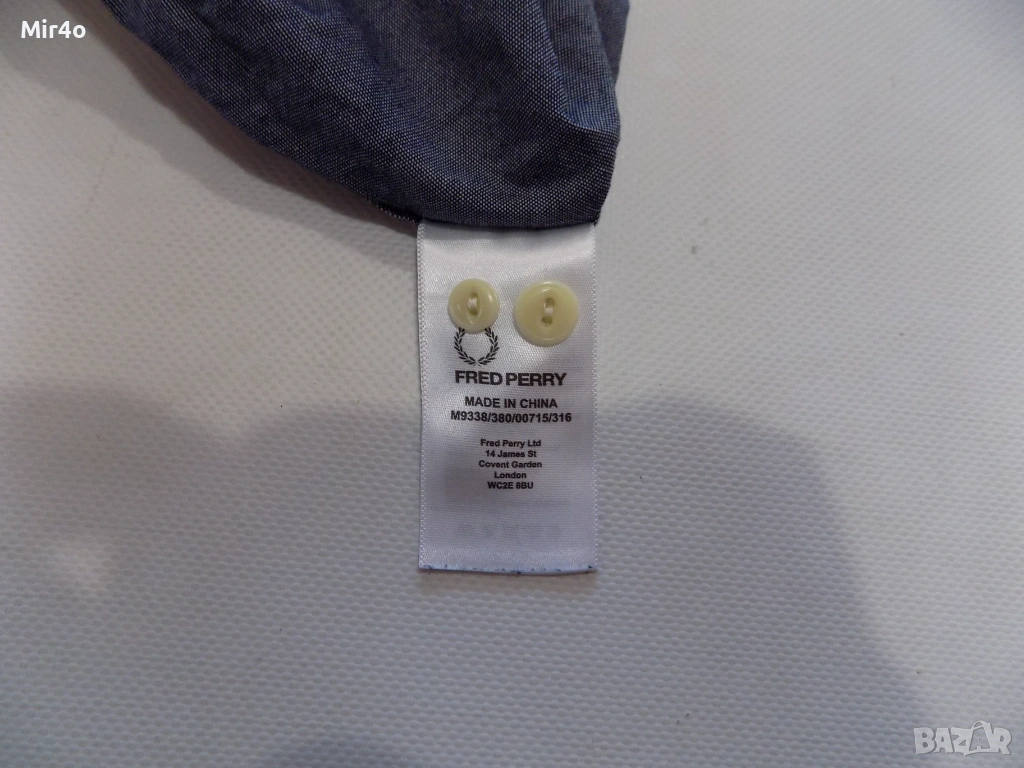 Mir4o
FRED PERRY
MADE IN CHINA
M9338/380/00715/316
Fred Perry Ltd
14 James St
Covent Garden
London
WC2E 8BU
BAZAR